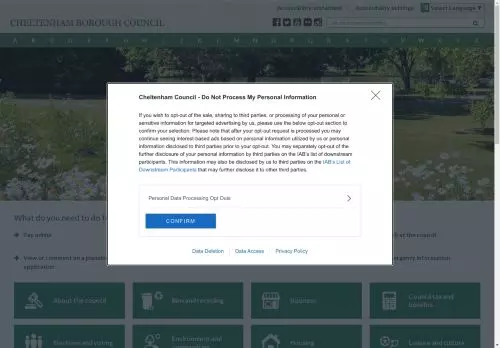 Accessibility statement | Accessibility settings Select Language ▼
CHELTENHAM BOROUGH COUNCIL
Cheltenham Council - Do Not Process My Personal Information
If you wish to opt-out of the sale, sharing to third parties, or processing of your personal or
sensitive information for targeted advertising by us, please use the below opt-out section to
confirm your selection. Please note that after your opt-out request is processed you may
continue seeing interest-based ads based on personal information utilized by us or personal
information disclosed to third parties prior to your opt-out. You may separately opt-out of the
further disclosure of your personal information by third parties on the IAB's list of downstream
participants. This information may also be disclosed by us to third parties on the IAB's List of
Downstream Participants that may further disclose it to other third parties.
Personal Data Processing Opt Outs
CONFIRM
Data Deletion Data Access Privacy Policy
What do you need to do t
Pay online
at the council
View or comment on a planni
application
ergency information
About the council
Bins and recycling
Business
Council tax and
benefits
Elections and voting
Environment and
Housing
Leisure and culture